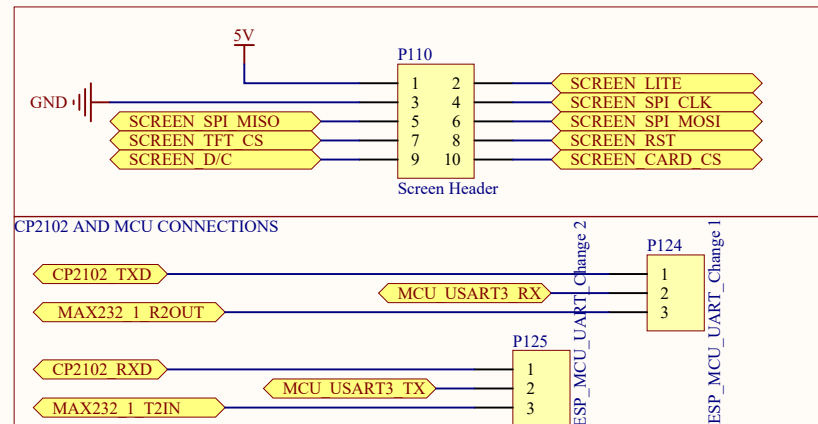 5V
P110
GND
1 2 SCREEN_LITE
3 4 SCREEN_SPI_CLK
SCREEN_SPI_MISO 5 6 SCREEN_SPI_MOSI
SCREEN_TFT_CS 7 8 SCREEN_RST
SCREEN_D/C 9 10 SCREEN_CARD_CS
Screen Header
CP2102 AND MCU CONNECTIONS
P124
CP2102_TXD 1
MCU_USART3_RX 2
MAX232_1_R2OUT 3
ESP_MCU_UART_Change 1
P125
CP2102_RXD 1
MCU_USART3_TX 2
MAX232_1_T2IN 3
ESP_MCU_UART_Change 2